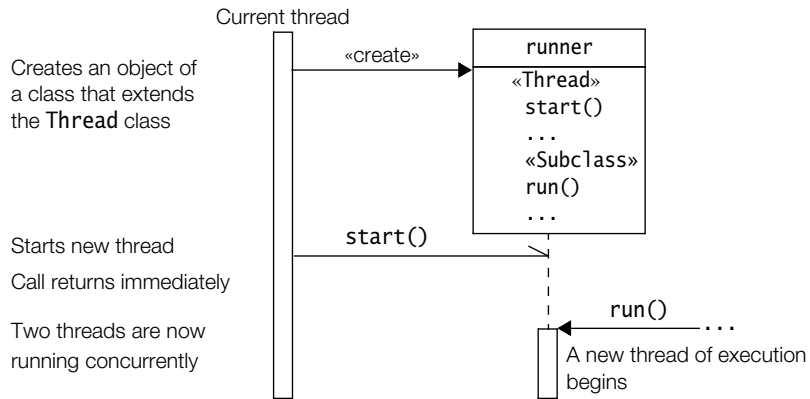 Current thread
Creates an object of
a class that extends
the Thread class
«create»
runner
«Thread»
start()
...
«Subclass»
run()
...
Starts new thread
start()
Call returns immediately
Two threads are now
running concurrently
run()
...
A new thread of execution
begins